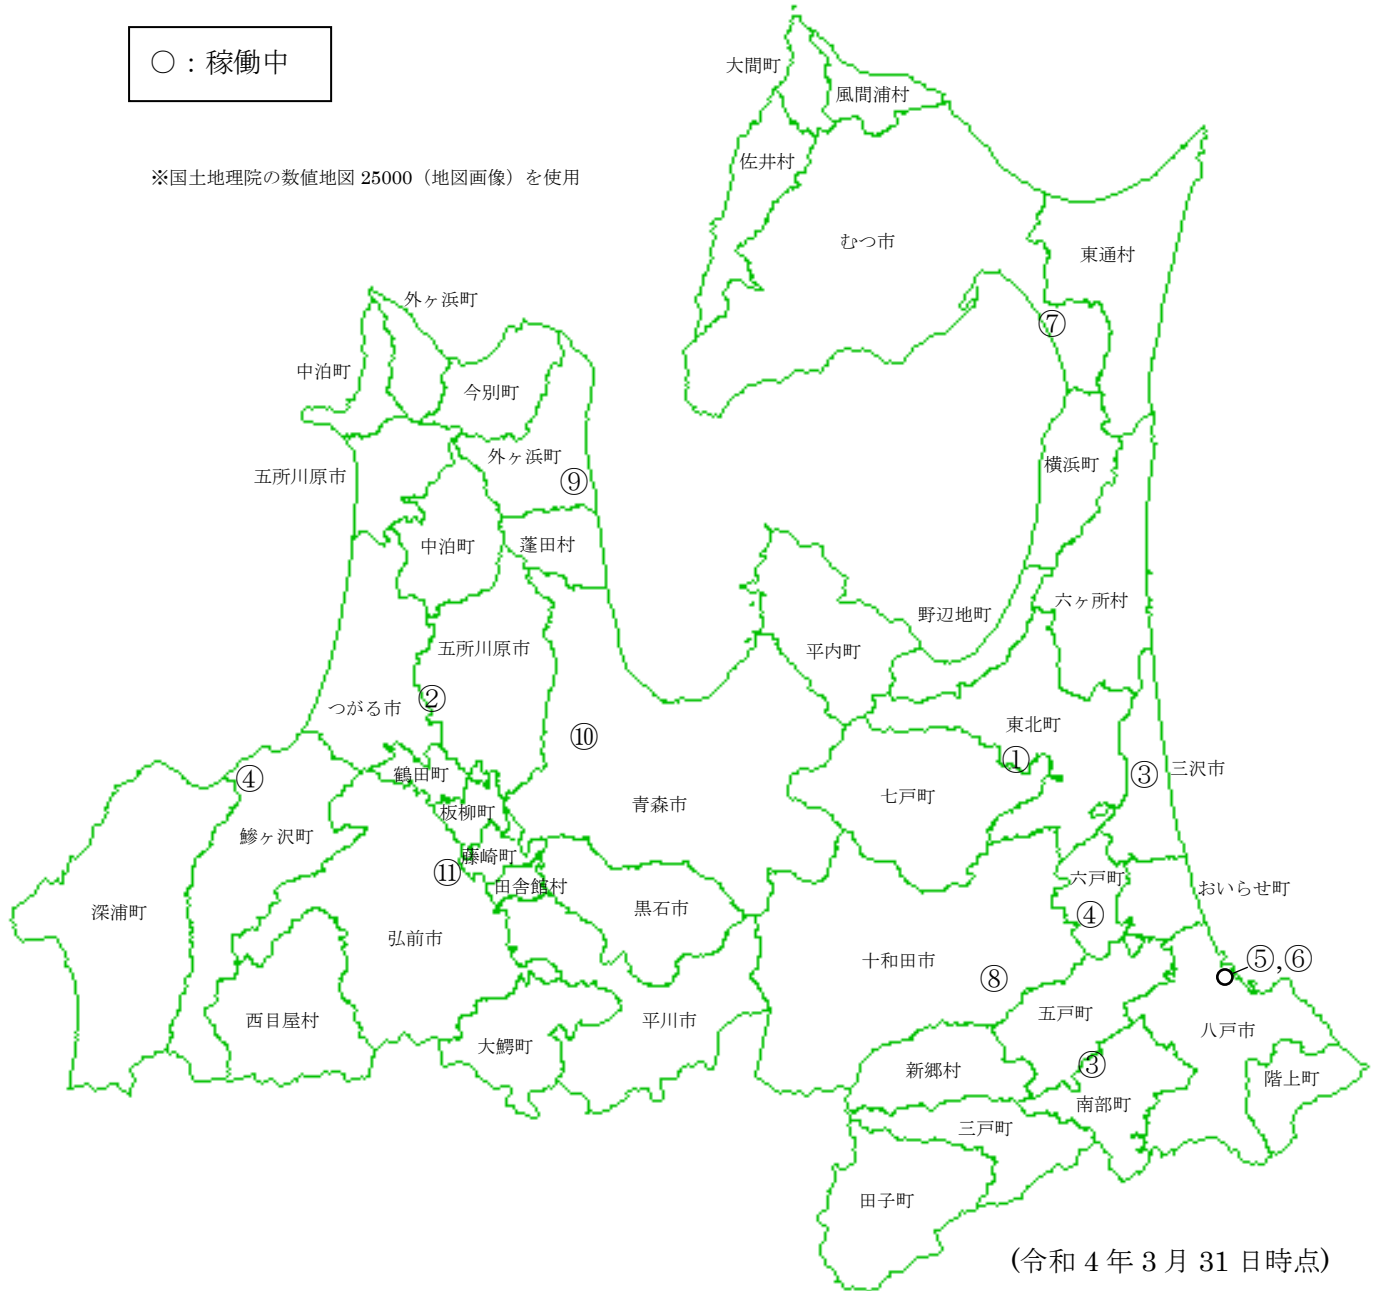 ○：稼働中
大間町
風間浦村
佐井村
※国土地理院の数値地図 25000（地図画像）を使用
むつ市
東通村
外ヶ浜町
⑦
中泊町
今別町
外ヶ浜町
横浜町
五所川原市
⑨
中泊町
蓬田村
六ヶ所村
野辺地町
五所川原市
平内町
②
つがる市
東北町
⑩
①
④
鶴田町
③
三沢市
七戸町
青森市
板柳町
鰺ヶ沢町
藤崎町
⑪
田舎館村
六戸町
おいらせ町
深浦町
黒石市
④
弘前市
十和田市
⑤,⑥
⑧
西目屋村
平川市
五戸町
八戸市
大鰐町
新郷村
③
階上町
南部町
三戸町
田子町
(令和 4 年 3 月 31 日時点)